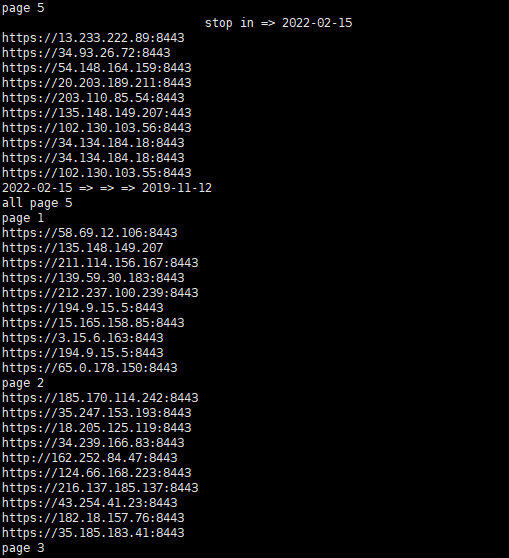 page 5
stop in => 2022-02-15
https://13.233.222.89:8443
https://34.93.26.72:8443
https://54.148.164.159:8443
https://20.203.189.211:8443
https://203.110.85.54:8443
https://135.148.149.207:443
https://102.130.103.56:8443
https://34.134.184.18:8443
https://34.134.184.18:8443
https://102.130.103.55:8443
2022-02-15 => => => 2019-11-12
all page 5
page 1
https://58.69.12.106:8443
https://135.148.149.207
https://211.114.156.167:8443
https://139.59.30.183:8443
https://212.237.100.239:8443
https://194.9.15.5:8443
https://15.165.158.85:8443
https://3.15.6.163:8443
https://194.9.15.5:8443
https://65.0.178.150:8443
page 2
https://185.170.114.242:8443
https://35.247.153.193:8443
https://18.205.125.119:8443
https://34.239.166.83:8443
http://162.252.84.47:8443
https://124.66.168.223:8443
https://216.137.185.137:8443
https://43.254.41.23:8443
https://182.18.157.76:8443
https://35.185.183.41:8443
page 3